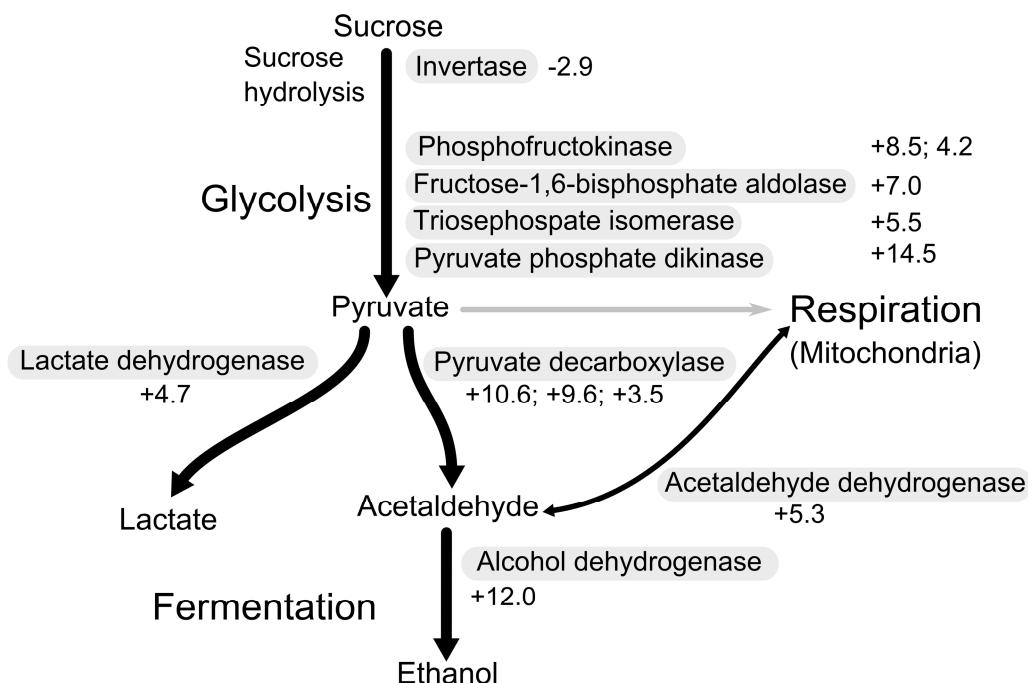 Sucrose
Sucrose
hydrolysis
Invertase -2.9
Phosphofructokinase +8.5; 4.2
Fructose-1,6-bisphosphate aldolase +7.0
Glycolysis
Triosephospate isomerase +5.5
Pyruvate phosphate dikinase +14.5
Pyruvate
Respiration
(Mitochondria)
Lactate dehydrogenase
+4.7
Pyruvate decarboxylase
+10.6; +9.6; +3.5
Acetaldehyde dehydrogenase
+5.3
Lactate
Acetaldehyde
Alcohol dehydrogenase
+12.0
Fermentation
Ethanol